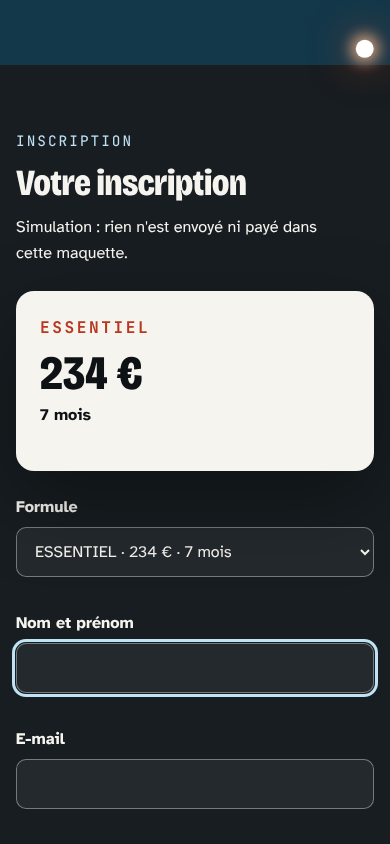 INSCRIPTION
Votre inscription
Simulation : rien n'est envoyé ni payé dans
cette maquette.
ESSENTIEL
234 €
7 mois
Formule
ESSENTIEL · 234 € · 7 mois
Nom et prénom
E-mail